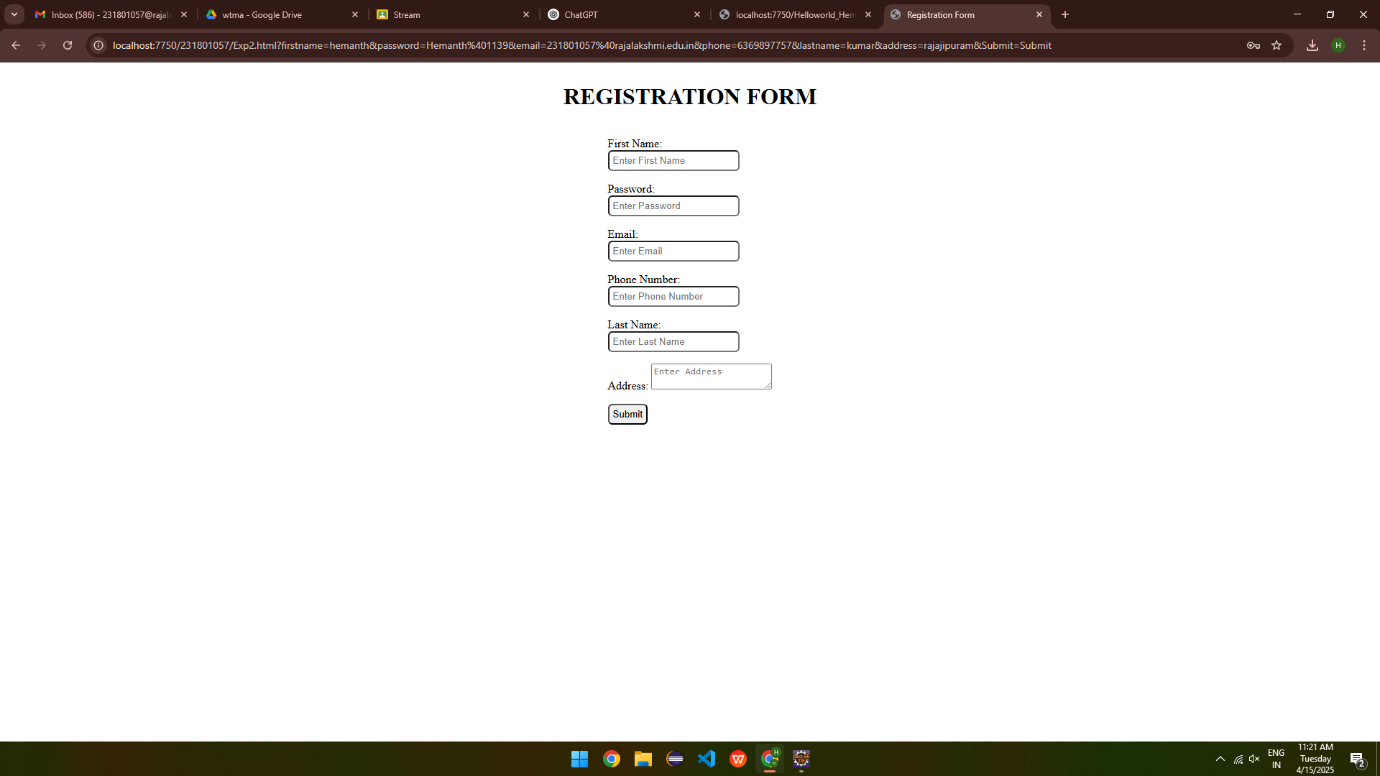 Inbox (586) - 231801057@rajala
wtma - Google Drive
Stream
ChatGPT
localhost:7750/Helloworld_Hem
Registration Form
localhost:7750/231801057/Exp2.html?firstname=hemanth&password=Hemanth%401139&email=231801057%40rajalakshmi.edu.in&phone=6369897757&lastname=kumar&address=rajajipuram&Submit=Submit
H
REGISTRATION FORM
First Name:
Enter First Name
Password:
Enter Password
Email:
Enter Email
Phone Number:
Enter Phone Number
Last Name:
Enter Last Name
Enter Address
Address:
Submit
H
W
ENG
IN
11:21 AM
Tuesday
4/15/2025
2